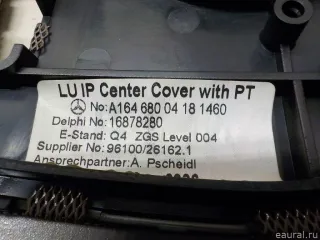 LU IP Center Cover with PT
No: A164 680 04 18 1460
Delphi No: 16878280
E-Stand: Q4 ZGS Level 004
Supplier No: 96100/26162.1
Ansprechpartner: A. Pscheidl
eaural.ru